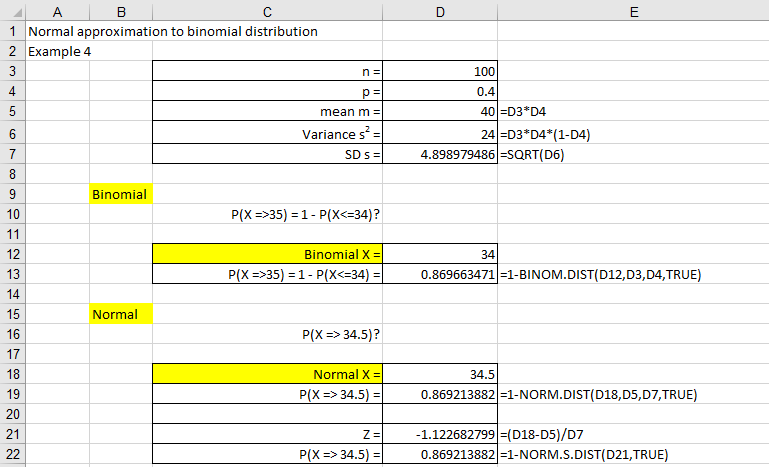 A B C D E
1 Normal approximation to binomial distribution
2 Example 4
3 n = 100
4 p = 0.4
5 mean m = 40 =D3*D4
6 Variance s² = 24 =D3*D4*(1-D4)
7 SD s = 4.898979486 =SQRT(D6)
8
9 Binomial
10 P(X =>35) = 1 - P(X<=34)?
11
12 Binomial X = 34
13 P(X =>35) = 1 - P(X<=34) = 0.869663471 =1-BINOM.DIST(D12,D3,D4,TRUE)
14
15 Normal
16 P(X => 34.5)?
17
18 Normal X = 34.5
19 P(X => 34.5) = 0.869213882 =1-NORM.DIST(D18,D5,D7,TRUE)
20
21 Z = -1.122682799 =(D18-D5)/D7
22 P(X => 34.5) = 0.869213882 =1-NORM.S.DIST(D21,TRUE)